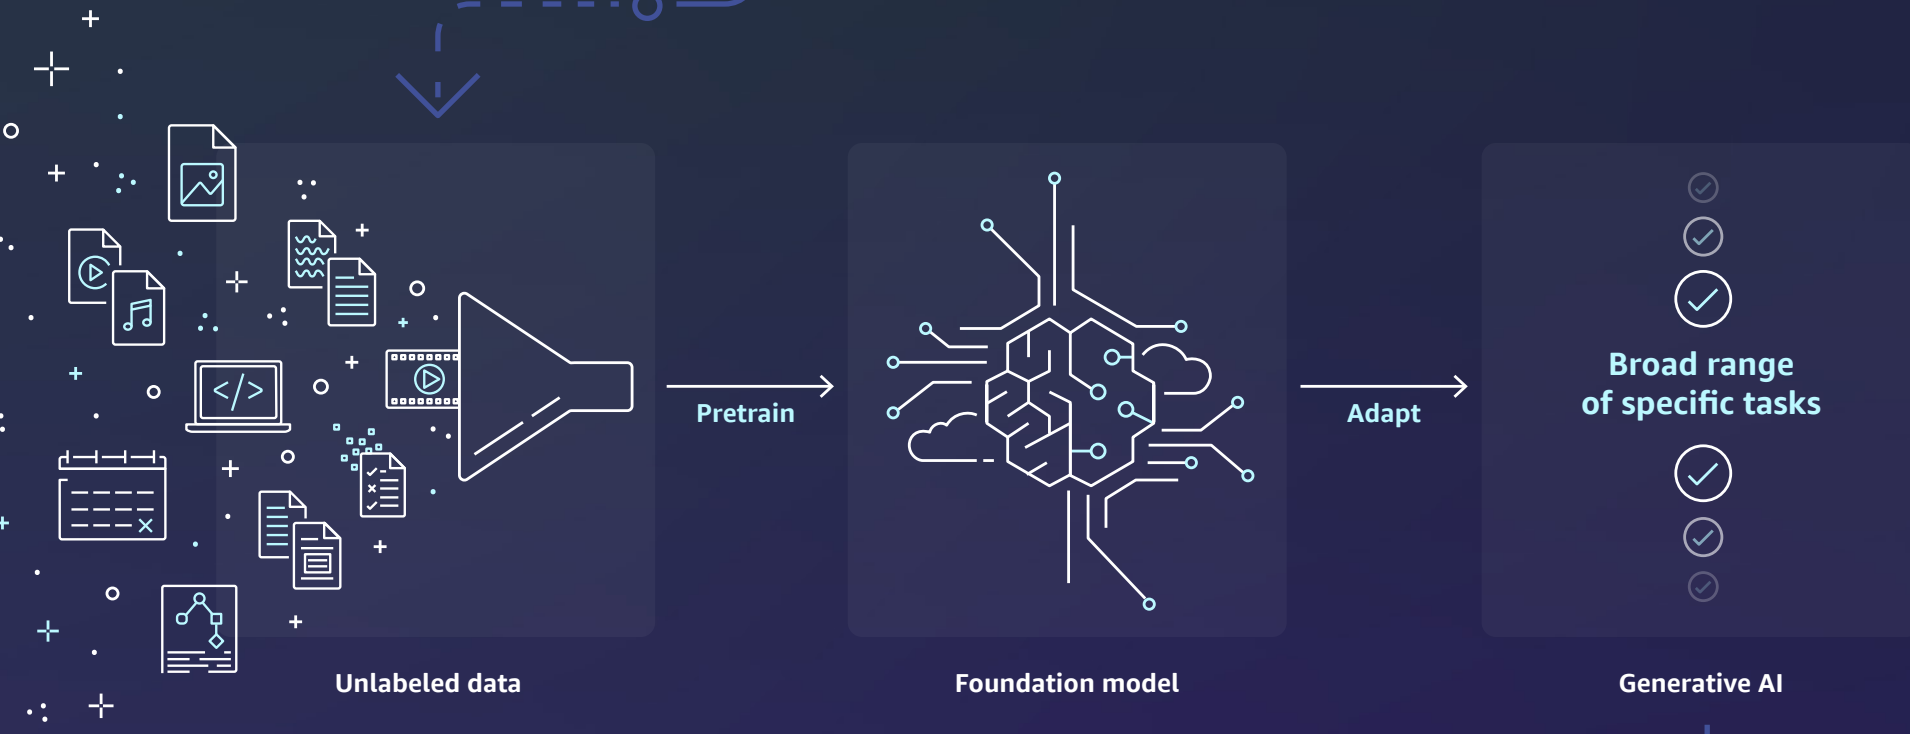 </>
Pretrain
Adapt
Broad range
of specific tasks
Unlabeled data
Foundation model
Generative AI